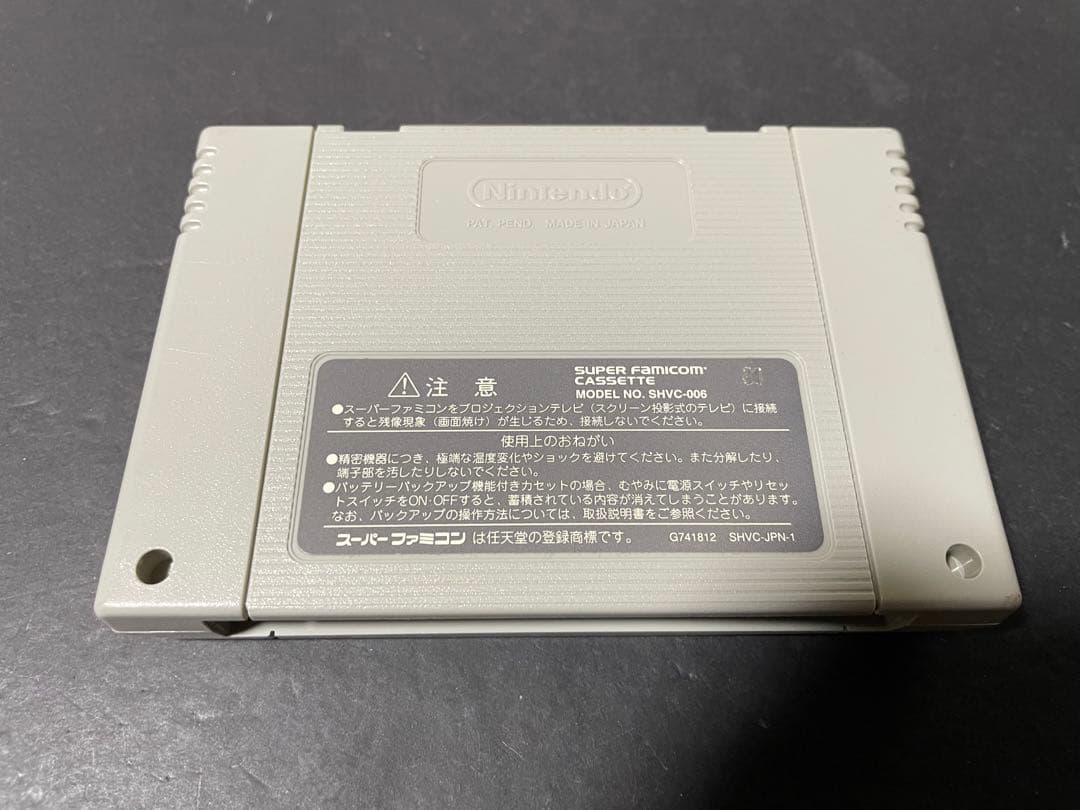 Nintendo
PAT. PEND. MADE IN JAPAN
⚠注意
SUPER FAMICOM
CASSETTE
MODEL NO. SHVC-006
●スーパーファミコンをプロジェクションテレビ（スクリーン投影式のテレビ）に接続
すると残像現象（画面焼け）が生じるため、接続しないでください。
使用上のおねがい
●精密機器につき、極端な温度変化やショックを避けてください。また分解したり、
端子部を汚したりしないでください。
●バッテリーバックアップ機能付きカセットの場合、むやみに電源スイッチやリセッ
トスイッチをON·OFFすると、蓄積されている内容が消えてしまうことがあります。
なお、バックアップの操作方法については、取扱説明書をご参照ください。
スーパーファミコンは任天堂の登録商標です。 G741812 SHVC-JPN-1